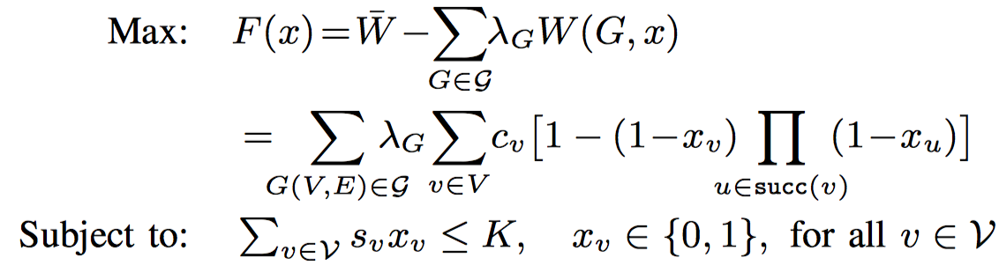 Max: F(x) = W̄ − ∑_{G∈𝒢} λ_G W(G, x)
= ∑_{G(V,E)∈𝒢} λ_G ∑_{v∈V} c_v [1 − (1−x_v) ∏_{u∈succ(v)} (1−x_u)]
Subject to: ∑_{v∈𝒱} s_v x_v ≤ K, x_v ∈ {0, 1}, for all v ∈ 𝒱